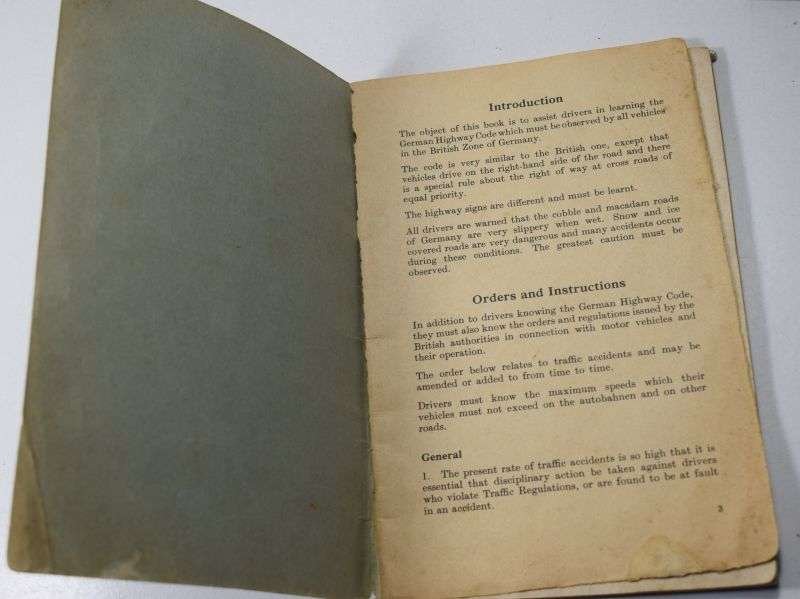 Introduction
The object of this book is to assist drivers in learning the
German Highway Code which must be observed by all vehicles
in the British Zone of Germany.
The code is very similar to the British one, except that
vehicles drive on the right-hand side of the road and there
is a special rule about the right of way at cross roads of
equal priority.
The highway signs are different and must be learnt.
All drivers are warned that the cobble and macadam roads
of Germany are very slippery when wet. Snow and ice
covered roads are very dangerous and many accidents occur
during these conditions. The greatest caution must be
observed.
Orders and Instructions
In addition to drivers knowing the German Highway Code,
they must also know the orders and regulations issued by the
British authorities in connection with motor vehicles and
their operation.
The order below relates to traffic accidents and may be
amended or added to from time to time.
Drivers must know the maximum speeds which their
vehicles must not exceed on the autobahnen and on other
roads.
General
1. The present rate of traffic accidents is so high that it is
essential that disciplinary action be taken against drivers
who violate Traffic Regulations, or are found to be at fault
in an accident.
3